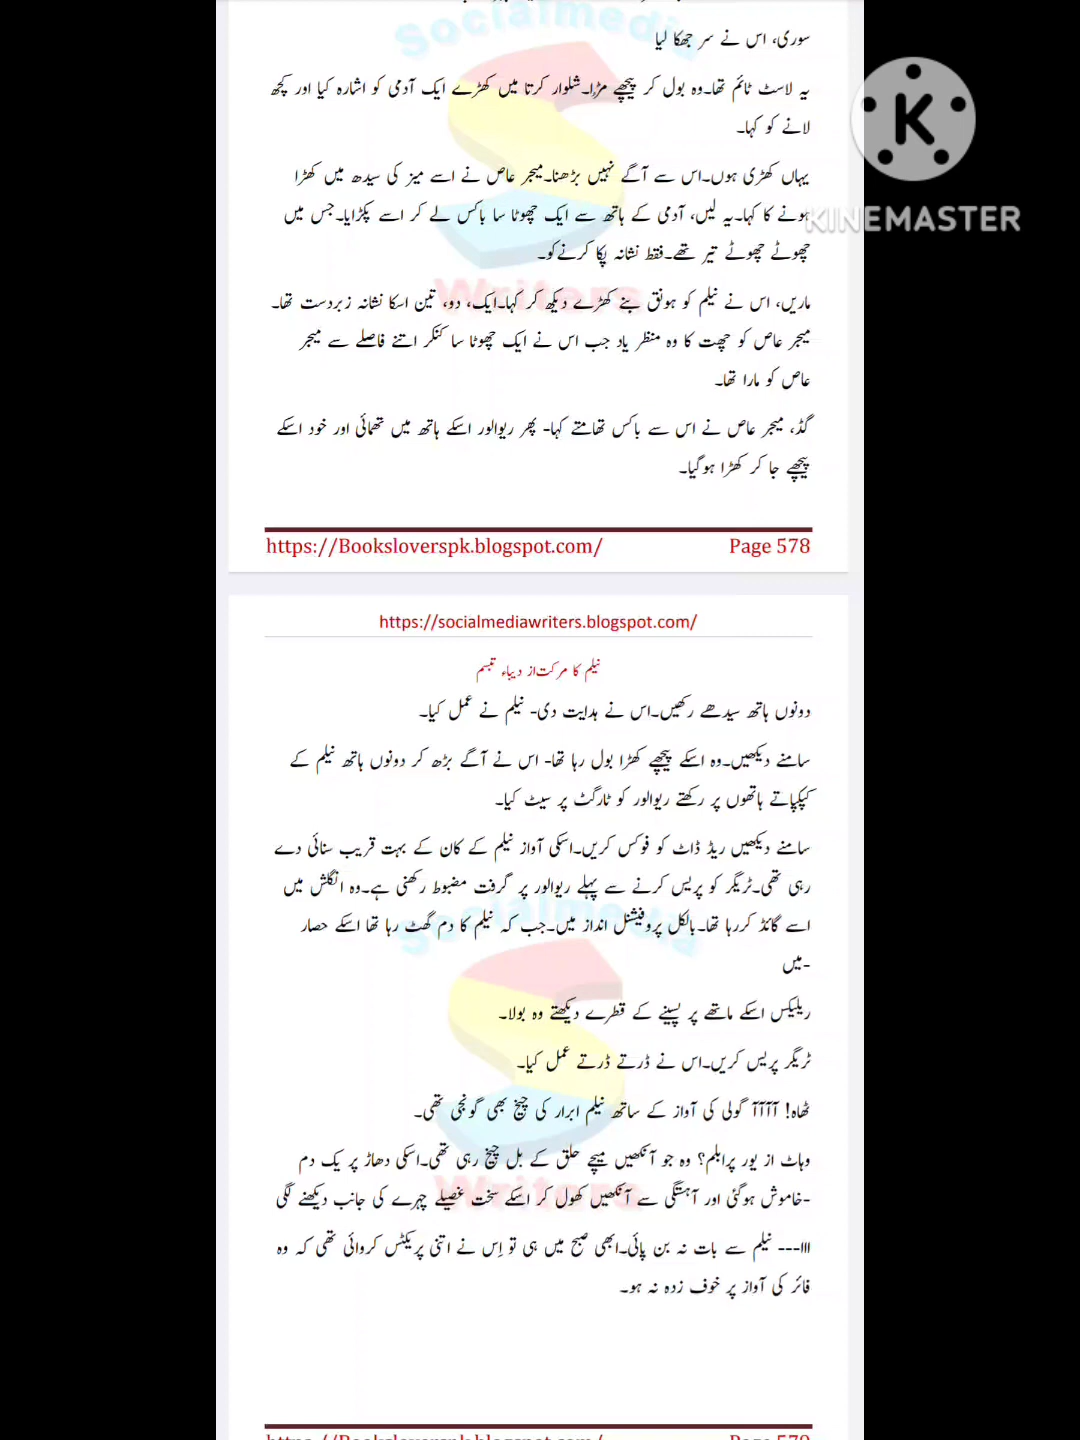 Socialmedia
سوری، اس نے سر جھکا لیا
یہ لاسٹ ٹائم تھا۔وہ بول کر پیچھے مڑا۔شلوار کرتا میں کھڑے ایک آدمی کو اشارہ کیا اور کچھ
لانے کو کہا۔
یہاں کھڑی ہوں۔اس سے آگے نہیں بڑھنا۔میجر عاص نے اسے میز کی سیدھ میں کھڑا
ہونے کا کہا۔یہ لیں، آدمی کے ہاتھ سے ایک چھوٹا سا باکس لے کر اسے پکڑایا۔جس میں
چھوٹے چھوٹے تیر تھے۔فقط نشانہ پکا کرنے کو۔
ماریں، اس نے نیلم کو ہونق بنے کھڑے دیکھ کر کہا۔ایک، دو، تین اسکا نشانہ زبردست تھا۔
میجر عاص کو چھت کا وہ منظر یاد جب اس نے ایک چھوٹا سا کنکر اتنے فاصلے سے میجر
عاص کو مارا تھا۔
گڈ، میجر عاص نے اس سے باکس تھامتے کہا- پھر ریوالور اسکے ہاتھ میں تھمائی اور خود اسکے
پیچھے جا کر کھڑا ہوگیا۔
Writers
K
KINEMASTER
https://Booksloverspk.blogspot.com/ Page 578
https://socialmediawriters.blogspot.com/
نیلم کا مرکت از دیباء تبسم
دونوں ہاتھ سیدھے رکھیں۔اس نے ہدایت دی- نیلم نے عمل کیا۔
سامنے دیکھیں۔وہ اسکے پیچھے کھڑا بول رہا تھا- اس نے آگے بڑھ کر دونوں ہاتھ نیلم کے
کپکپاتے ہاتھوں پر رکھتے ریوالور کو ٹارگٹ پر سیٹ کیا۔
سامنے دیکھیں ریڈ ڈاٹ کو فوکس کریں۔اسکی آواز نیلم کے کان کے بہت قریب سنائی دے
رہی تھی۔ٹریگر کو پریس کرنے سے پہلے ریوالور پر گرفت مضبوط رکھنی ہے۔وہ انگلش میں
اسے گائڈ کررہا تھا۔بالکل پروفیشنل انداز میں۔جب کہ نیلم کا دم گھٹ رہا تھا اسکے حصار
-میں
ریلیکس اسکے ماتھے پر پسینے کے قطرے دیکھتے وہ بولا۔
ٹریگر پریس کریں۔اس نے ڈرتے ڈرتے عمل کیا۔
ٹھاہ! آآآآ گولی کی آواز کے ساتھ نیلم ابرار کی چیخ بھی گونجی تھی۔
وہاٹ از یور پرابلم؟ وہ جو آنکھیں میچے حلق کے بل چیخ رہی تھی۔اسکی دھاڑ پر یک دم
-خاموش ہوگئی اور آہستگی سے آنکھیں کھول کر اسکے سخت غصیلے چہرے کی جانب دیکھنے لگی
ااا--- نیلم سے بات نہ بن پائی۔ابھی صبح میں ہی تو اِس نے اتنی پریکٹس کروائی تھی کہ وہ
فائر کی آواز پر خوف زدہ نہ ہو۔
Socialmedia
Writers
https://Booksloverspk.blogspot.com/ Page 579